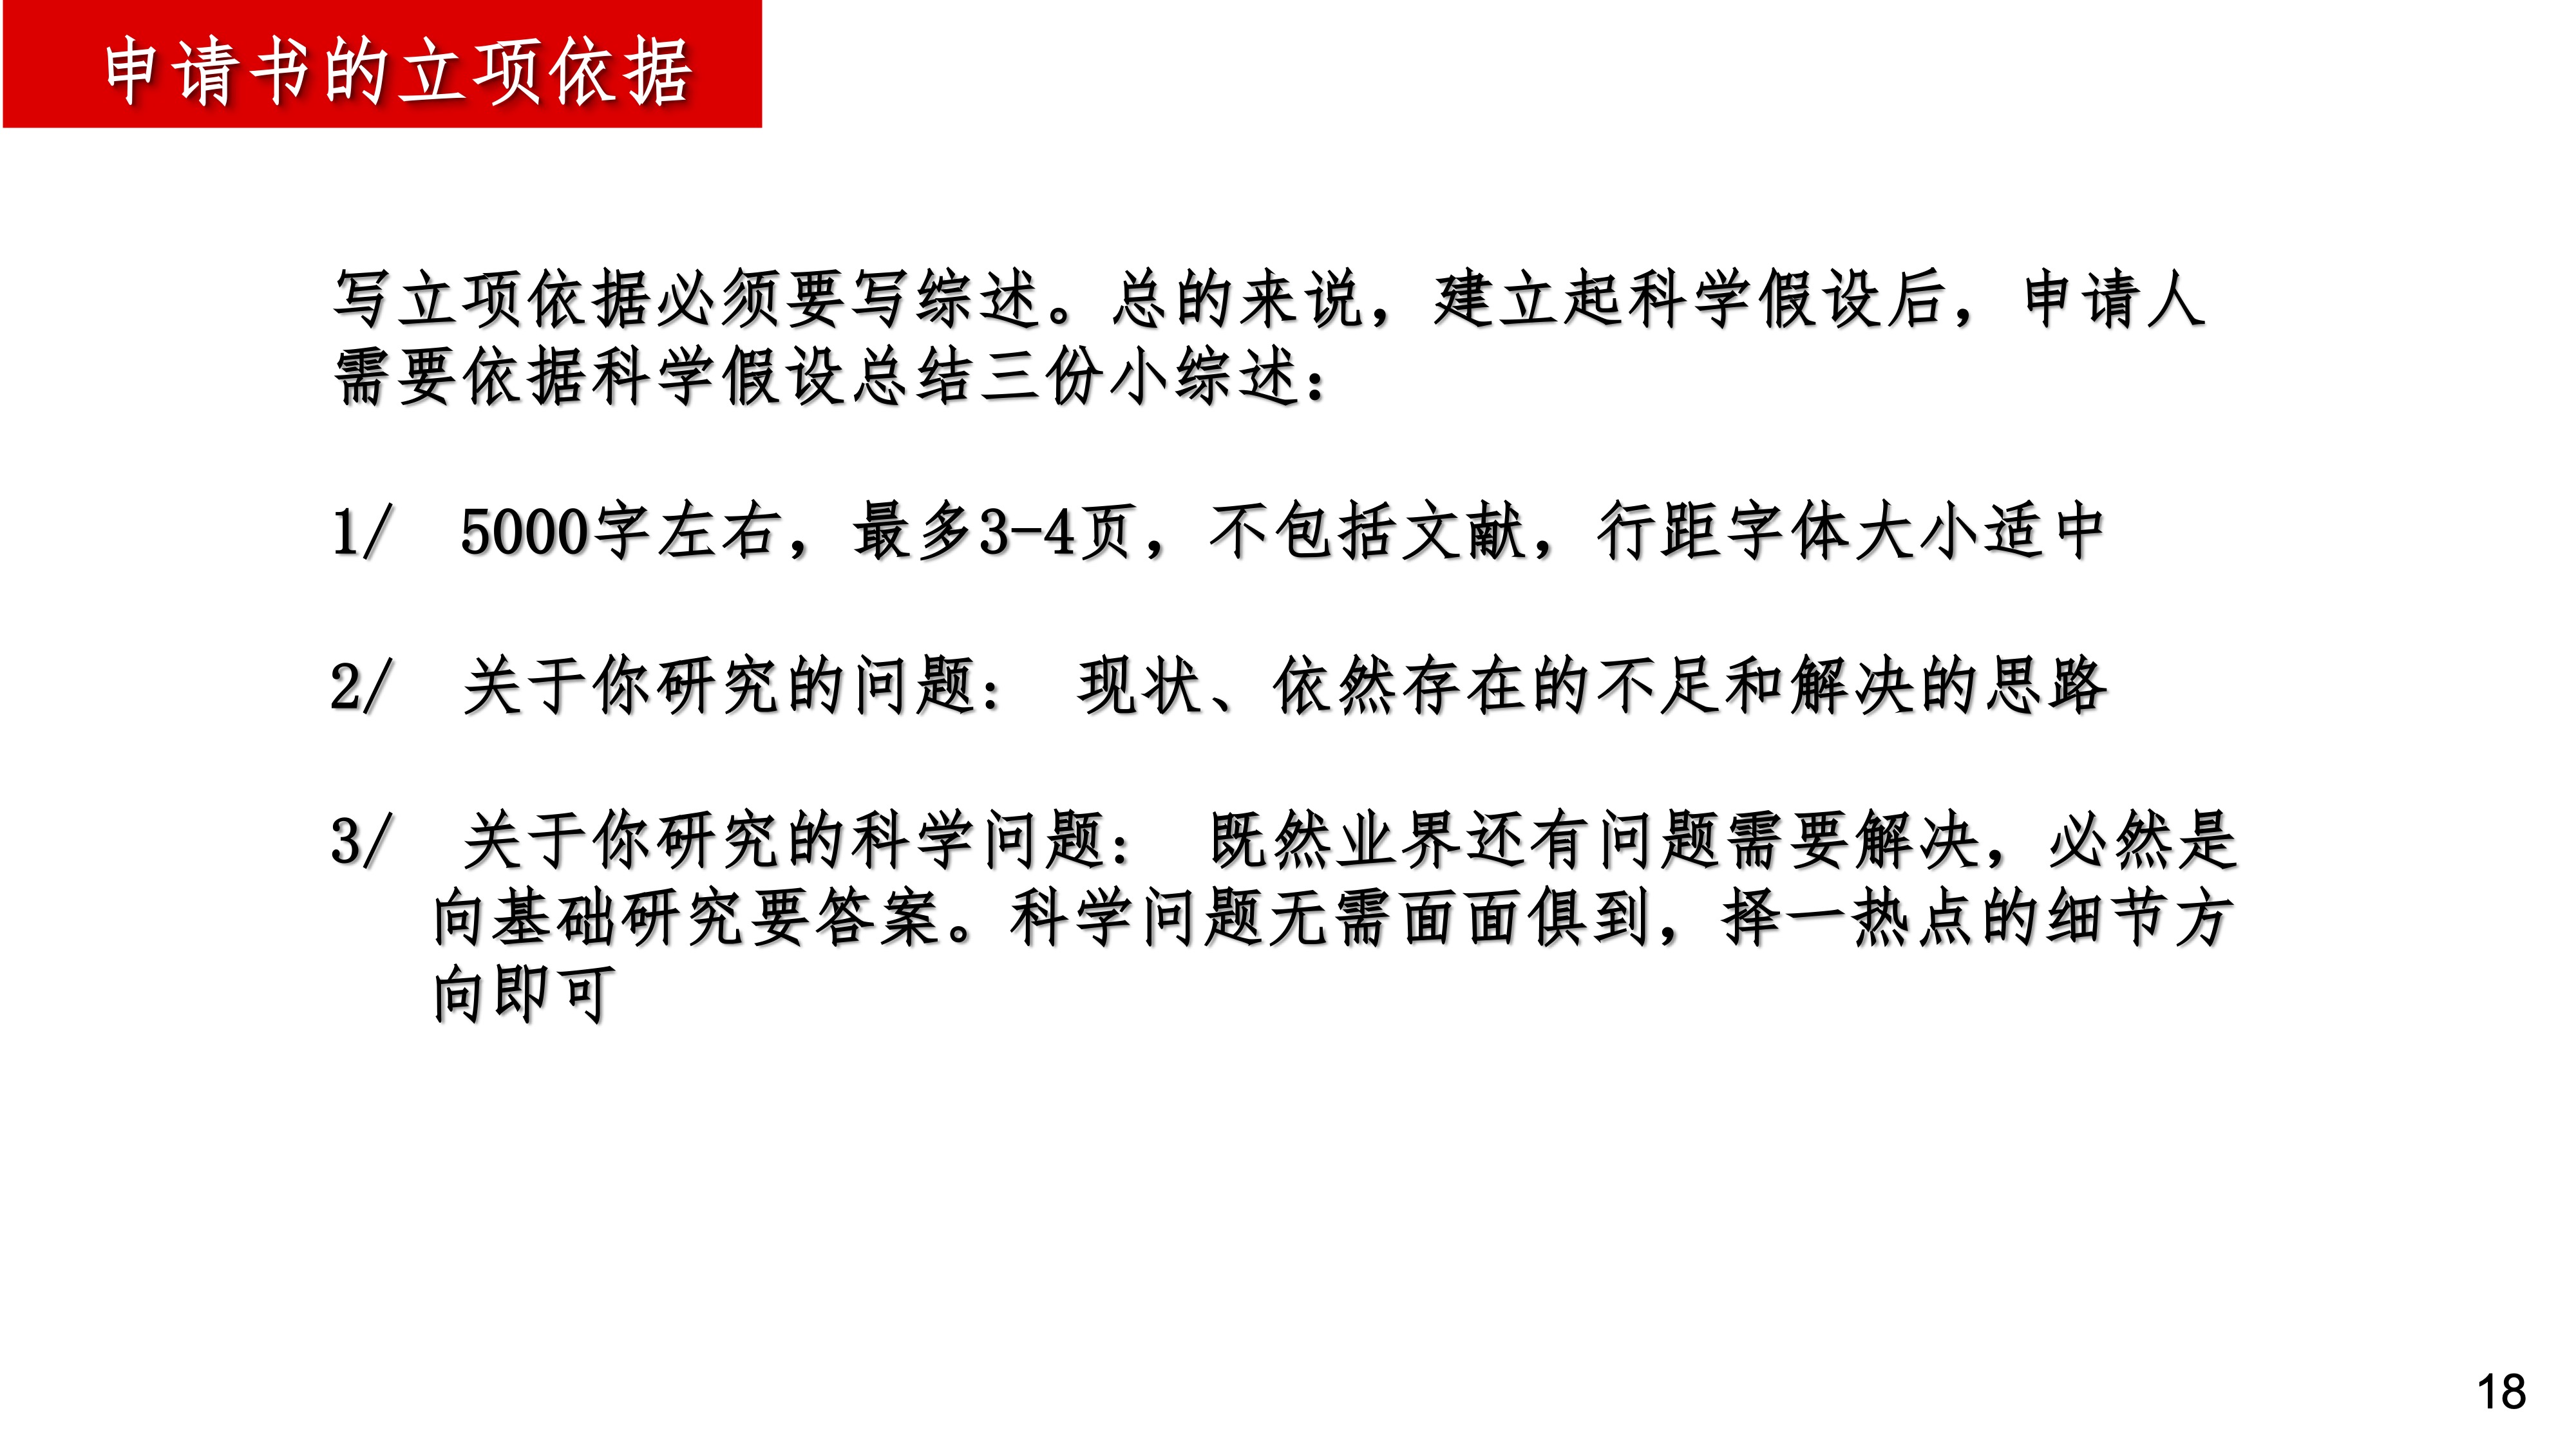 申请书的立项依据
写立项依据必须要写综述。总的来说，建立起科学假设后，申请人
需要依据科学假设总结三份小综述：
1/ 5000字左右，最多3-4页，不包括文献，行距字体大小适中
2/ 关于你研究的问题： 现状、依然存在的不足和解决的思路
3/ 关于你研究的科学问题： 既然业界还有问题需要解决，必然是
向基础研究要答案。科学问题无需面面俱到，择一热点的细节方
向即可
18